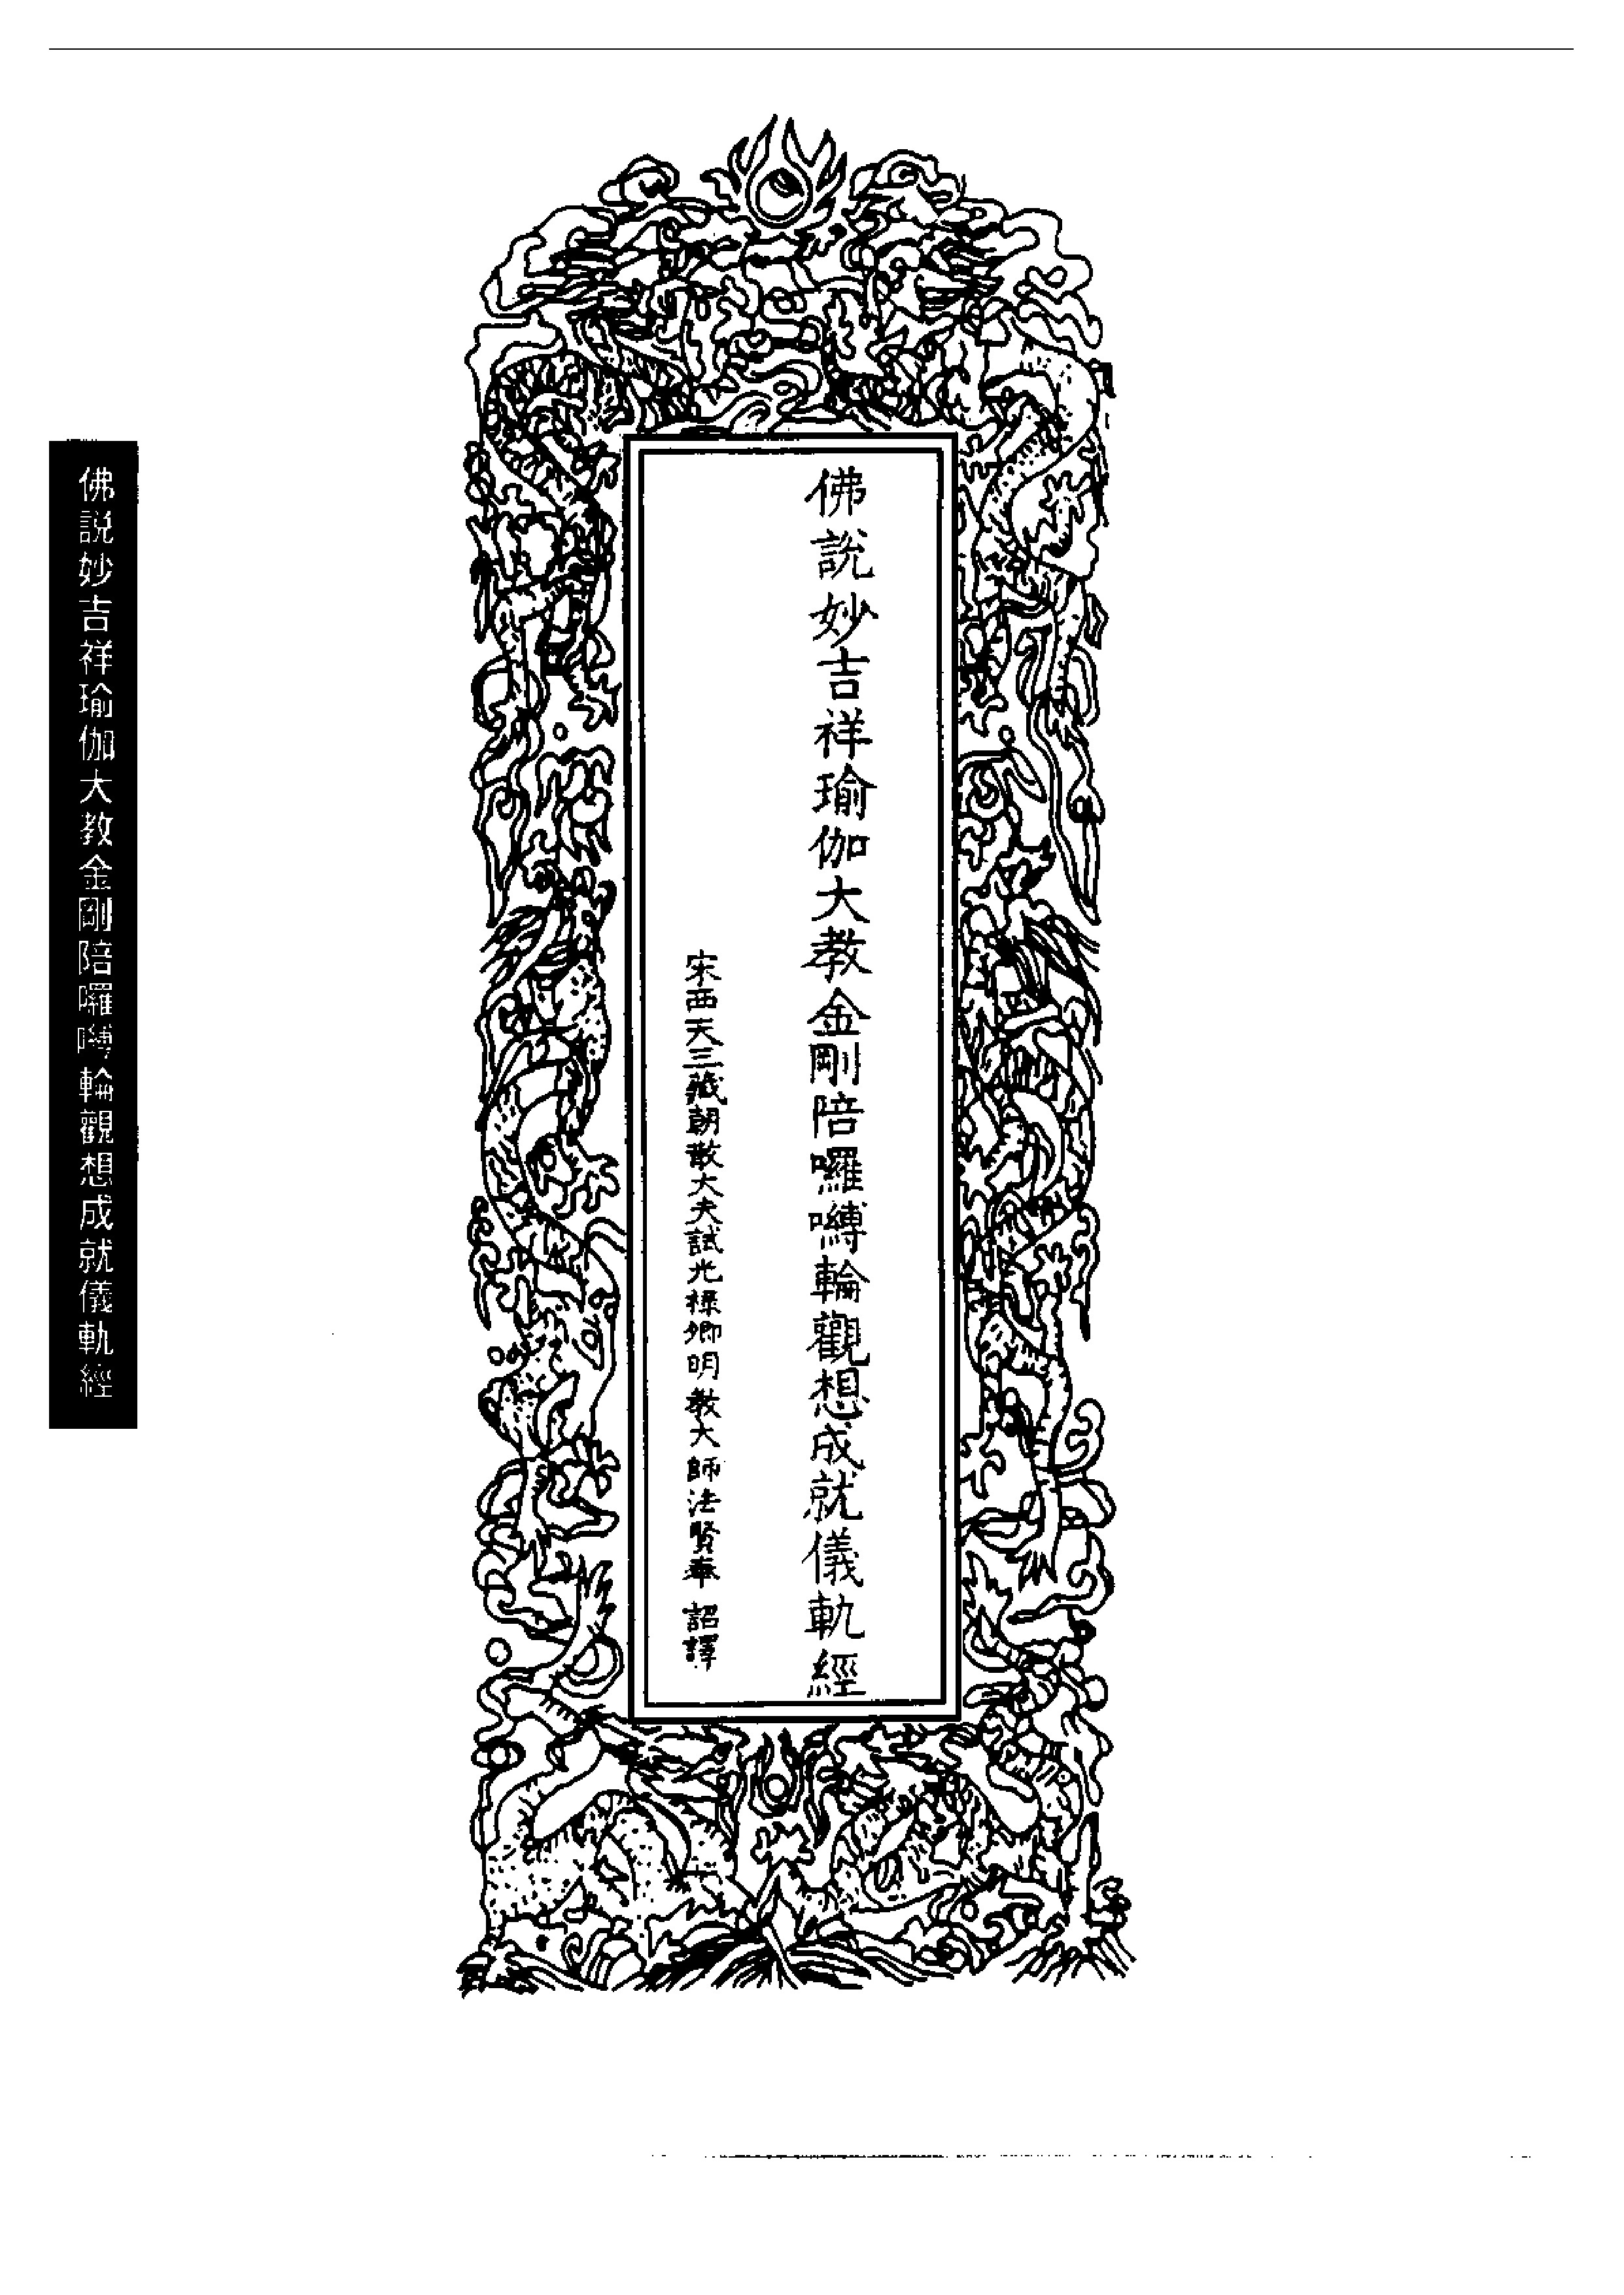 佛說妙吉祥瑜伽大教金剛陪囉嚩輪觀想成就儀軌經
宋西天三藏朝散大夫試光祿卿明教大師法賢奉 詔譯
佛説妙吉祥瑜伽大教金剛陪囉嚩輪觀想成就儀軌經